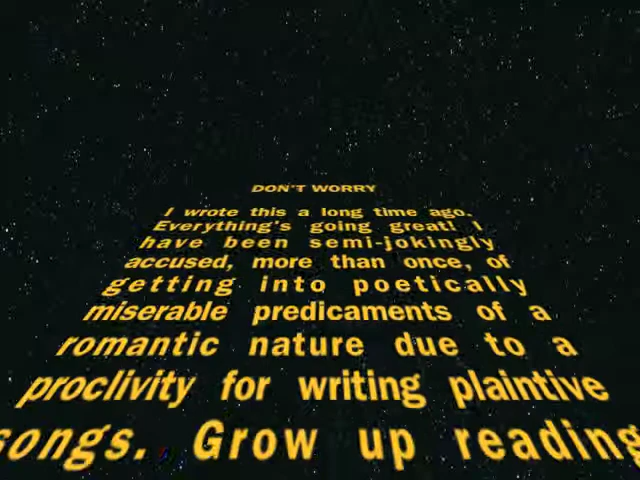 DON'T WORRY
I wrote this a long time ago.
Everything's going great! I
have been semi-jokingly
accused, more than once, of
getting into poetically
miserable predicaments of a
romantic nature due to a
proclivity for writing plaintive
songs. Grow up reading